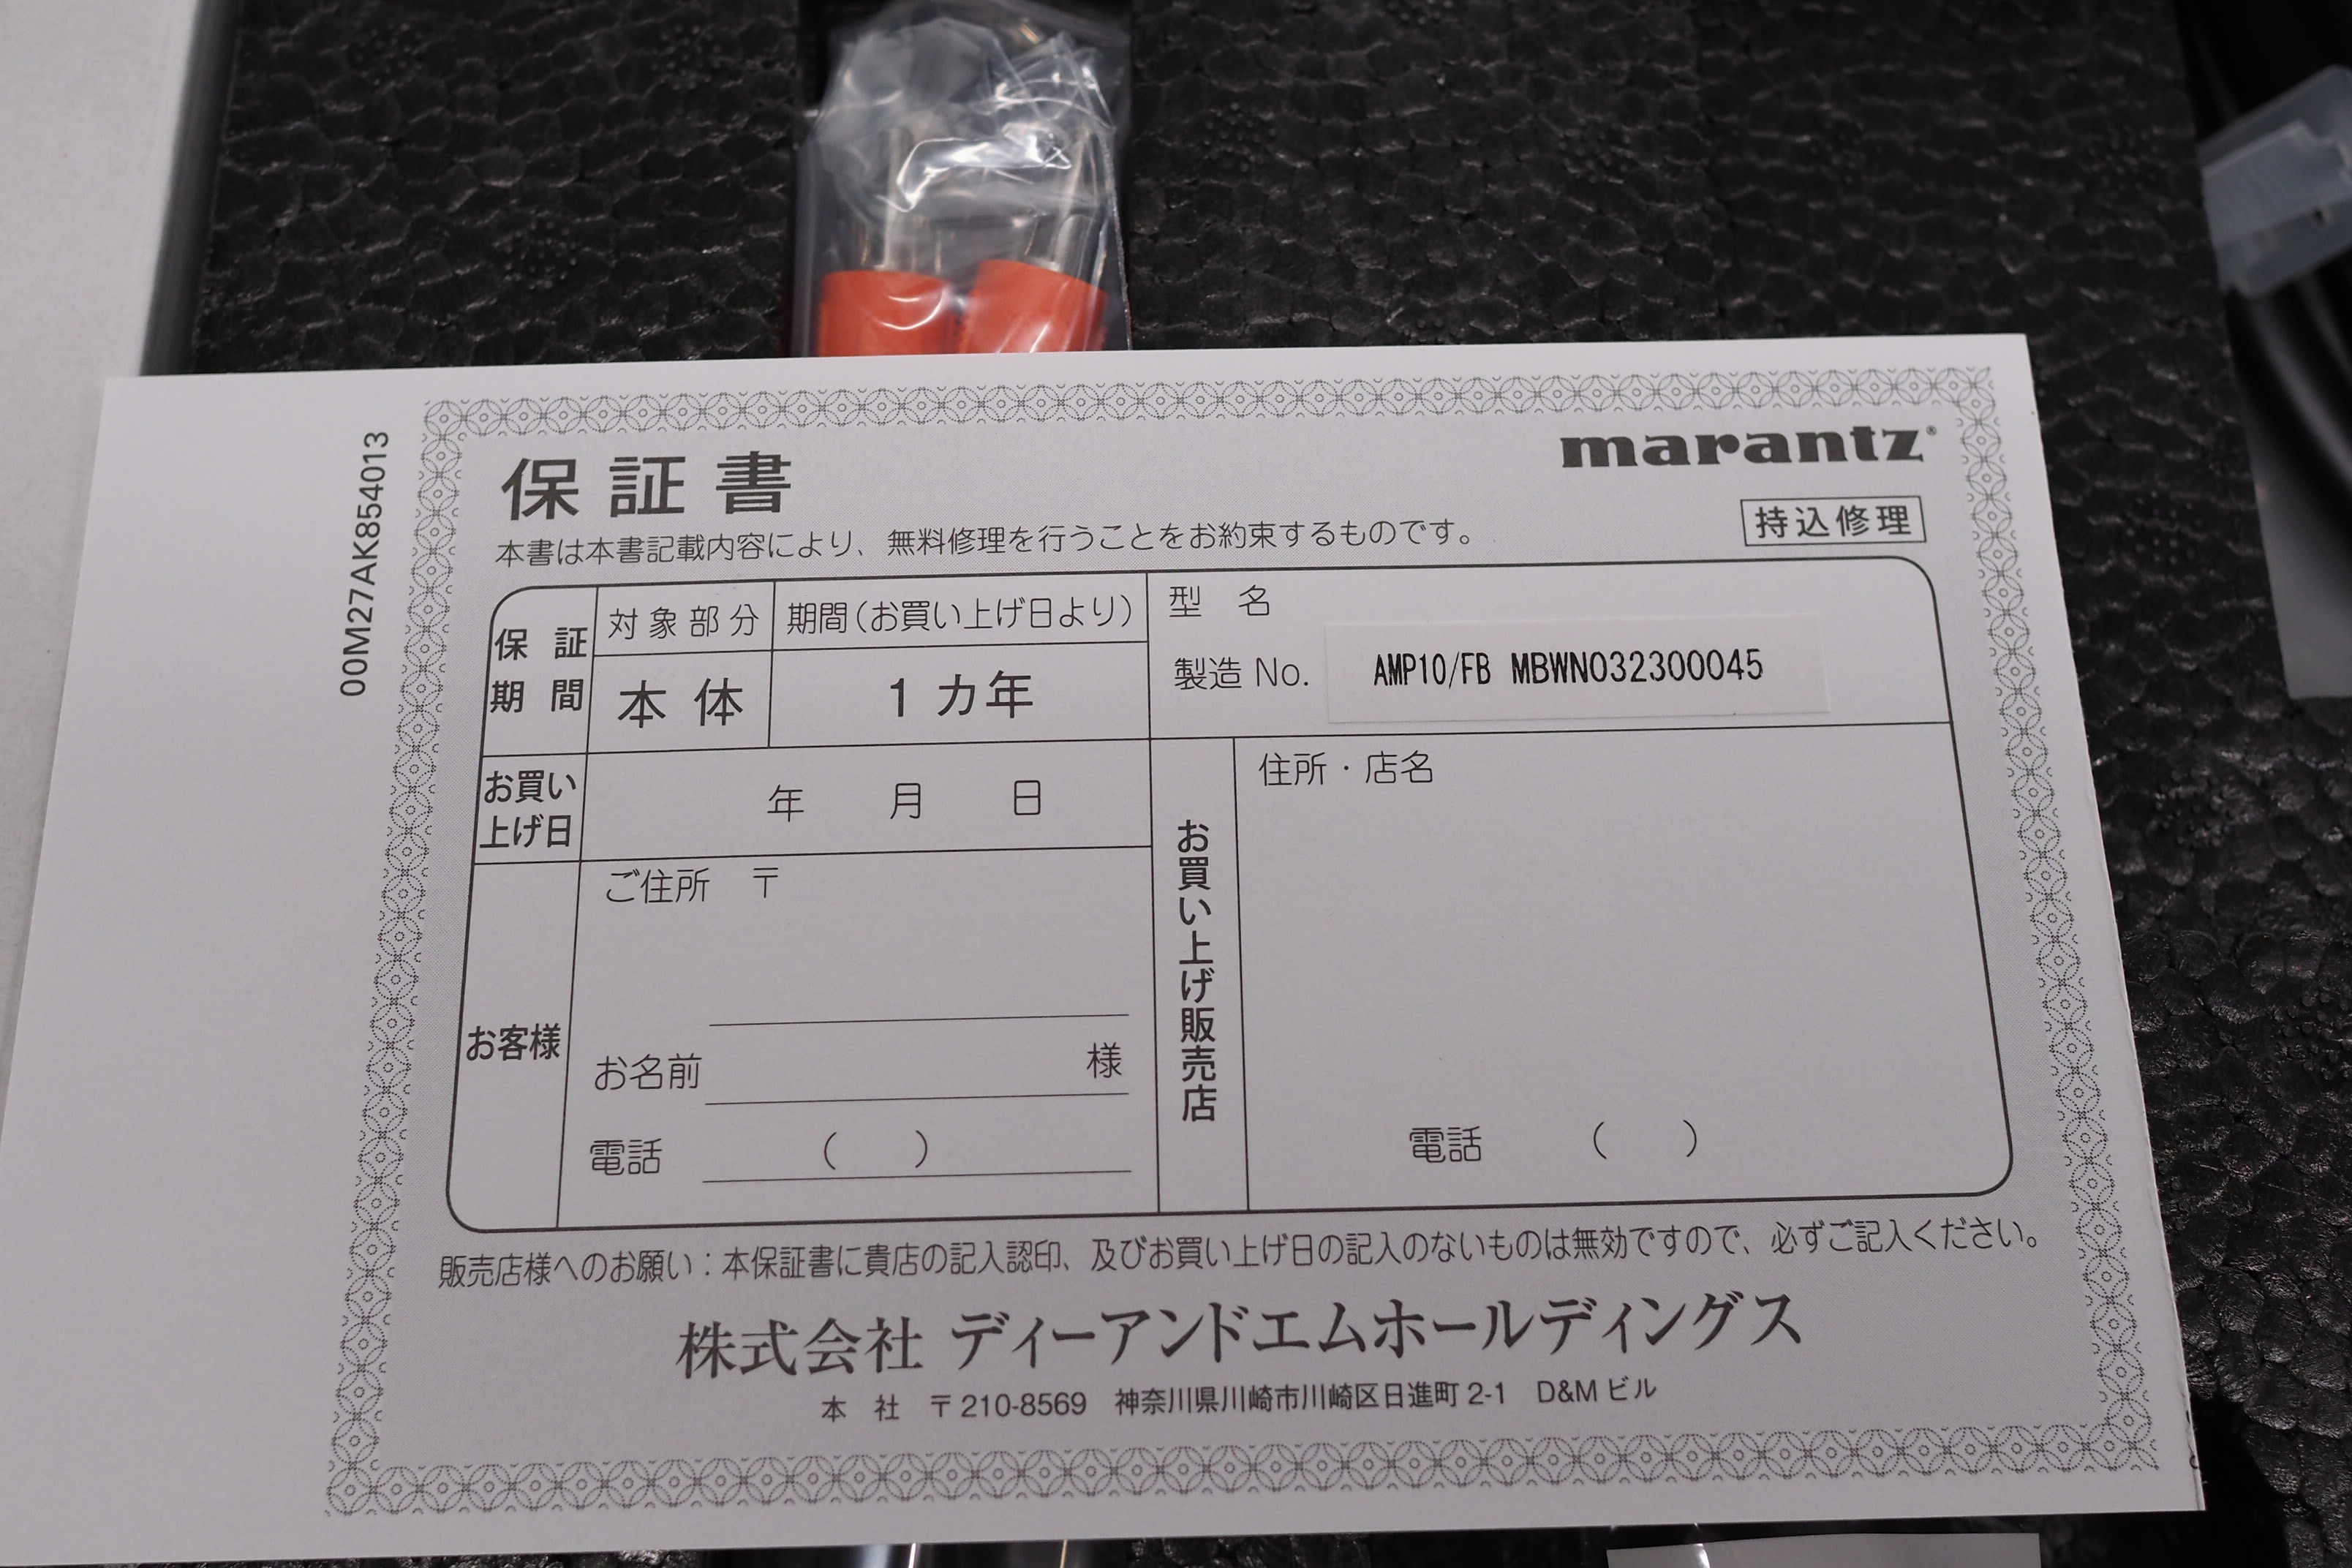 00M27AK854013
保証書
marantz®
持込修理
本書は本書記載内容により、無料修理を行うことをお約束するものです。
保証期間
対象部分
期間(お買い上げ日より)
本体
1カ年
型名
製造No.
AMP10/FB MBWN032300045
お買い上げ日
年 月 日
お客様
ご住所 〒
お名前 様
電話 ( )
お買い上げ販売店
住所・店名
電話 ( )
販売店様へのお願い:本保証書に貴店の記入認印、及びお買い上げ日の記入のないものは無効ですので、必ずご記入ください。
株式会社 ディーアンドエムホールディングス
本社 〒210-8569 神奈川県川崎市川崎区日進町2-1 D&Mビル